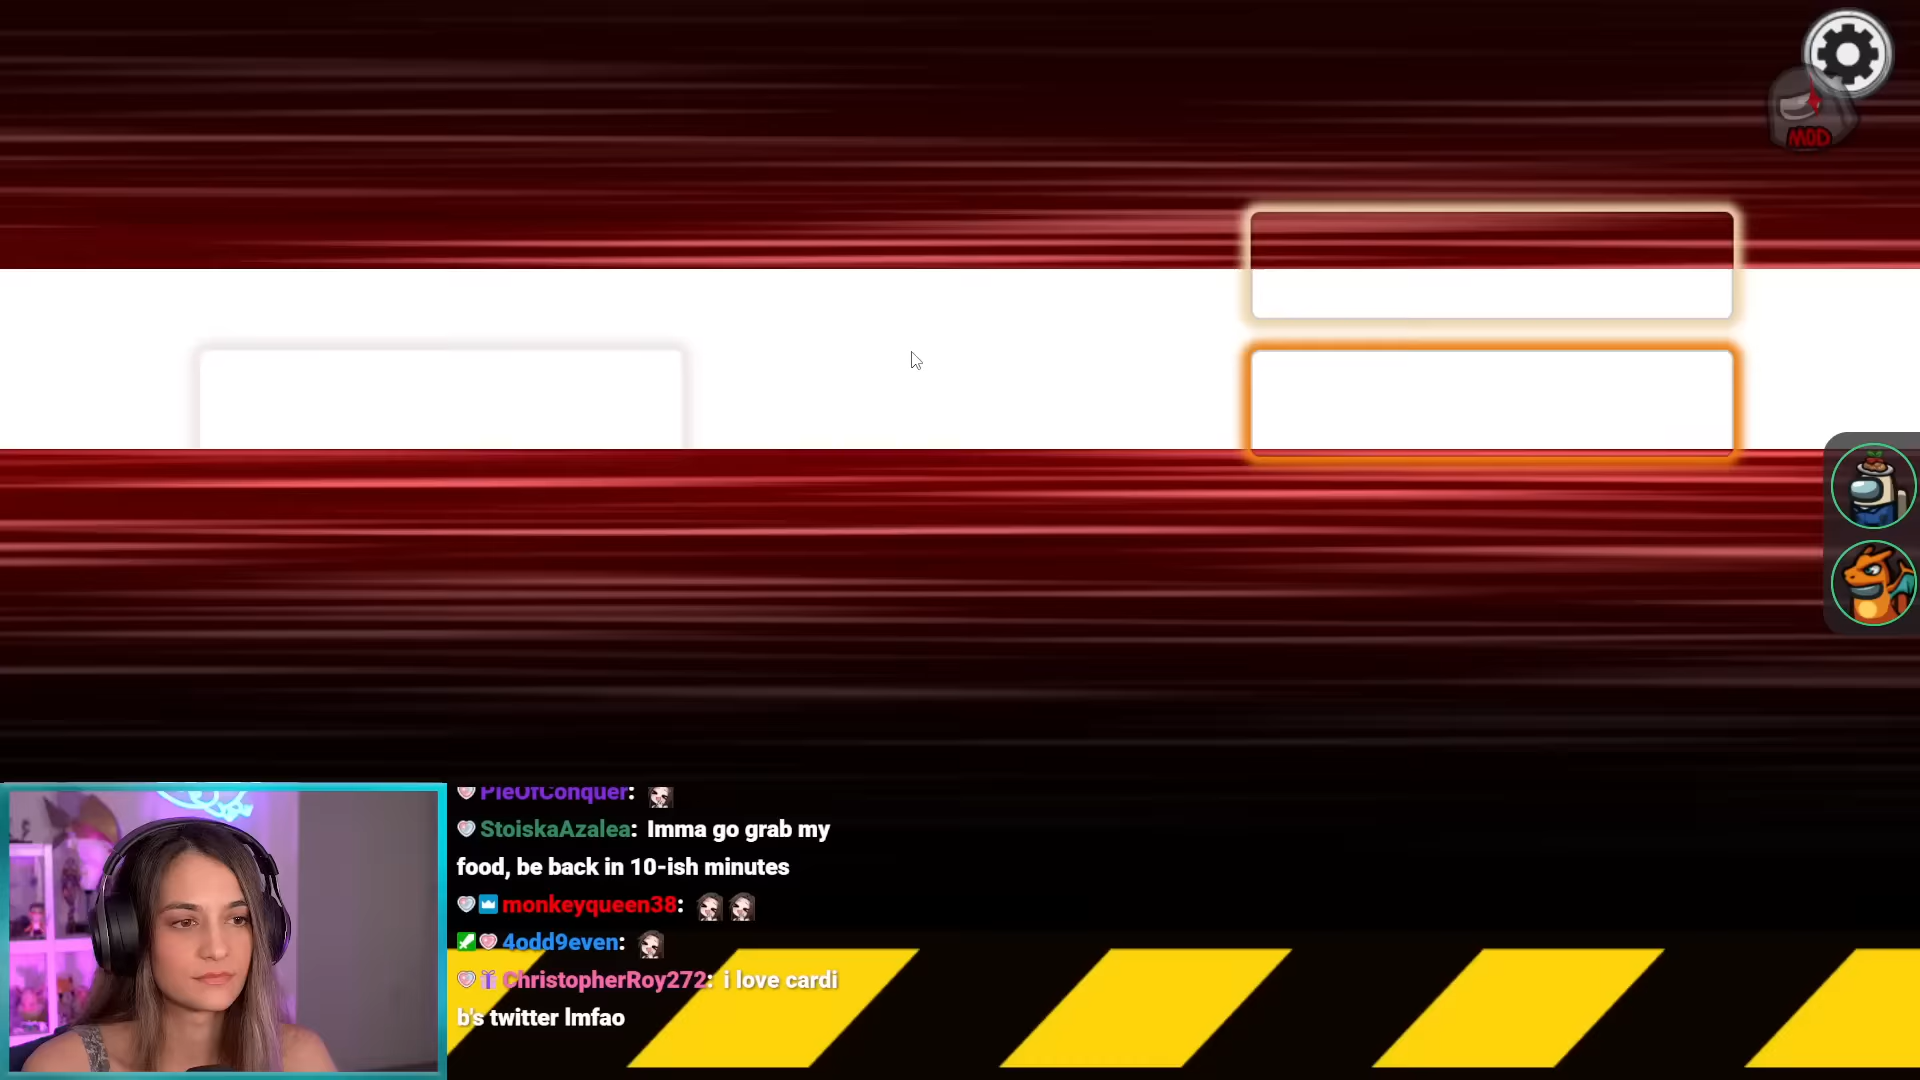 MOD
PieOfConquer:
StoiskaAzalea: Imma go grab my
food, be back in 10-ish minutes
monkeyqueen38:
4odd9even:
ChristopherRoy272: i love cardi
b's twitter lmfao